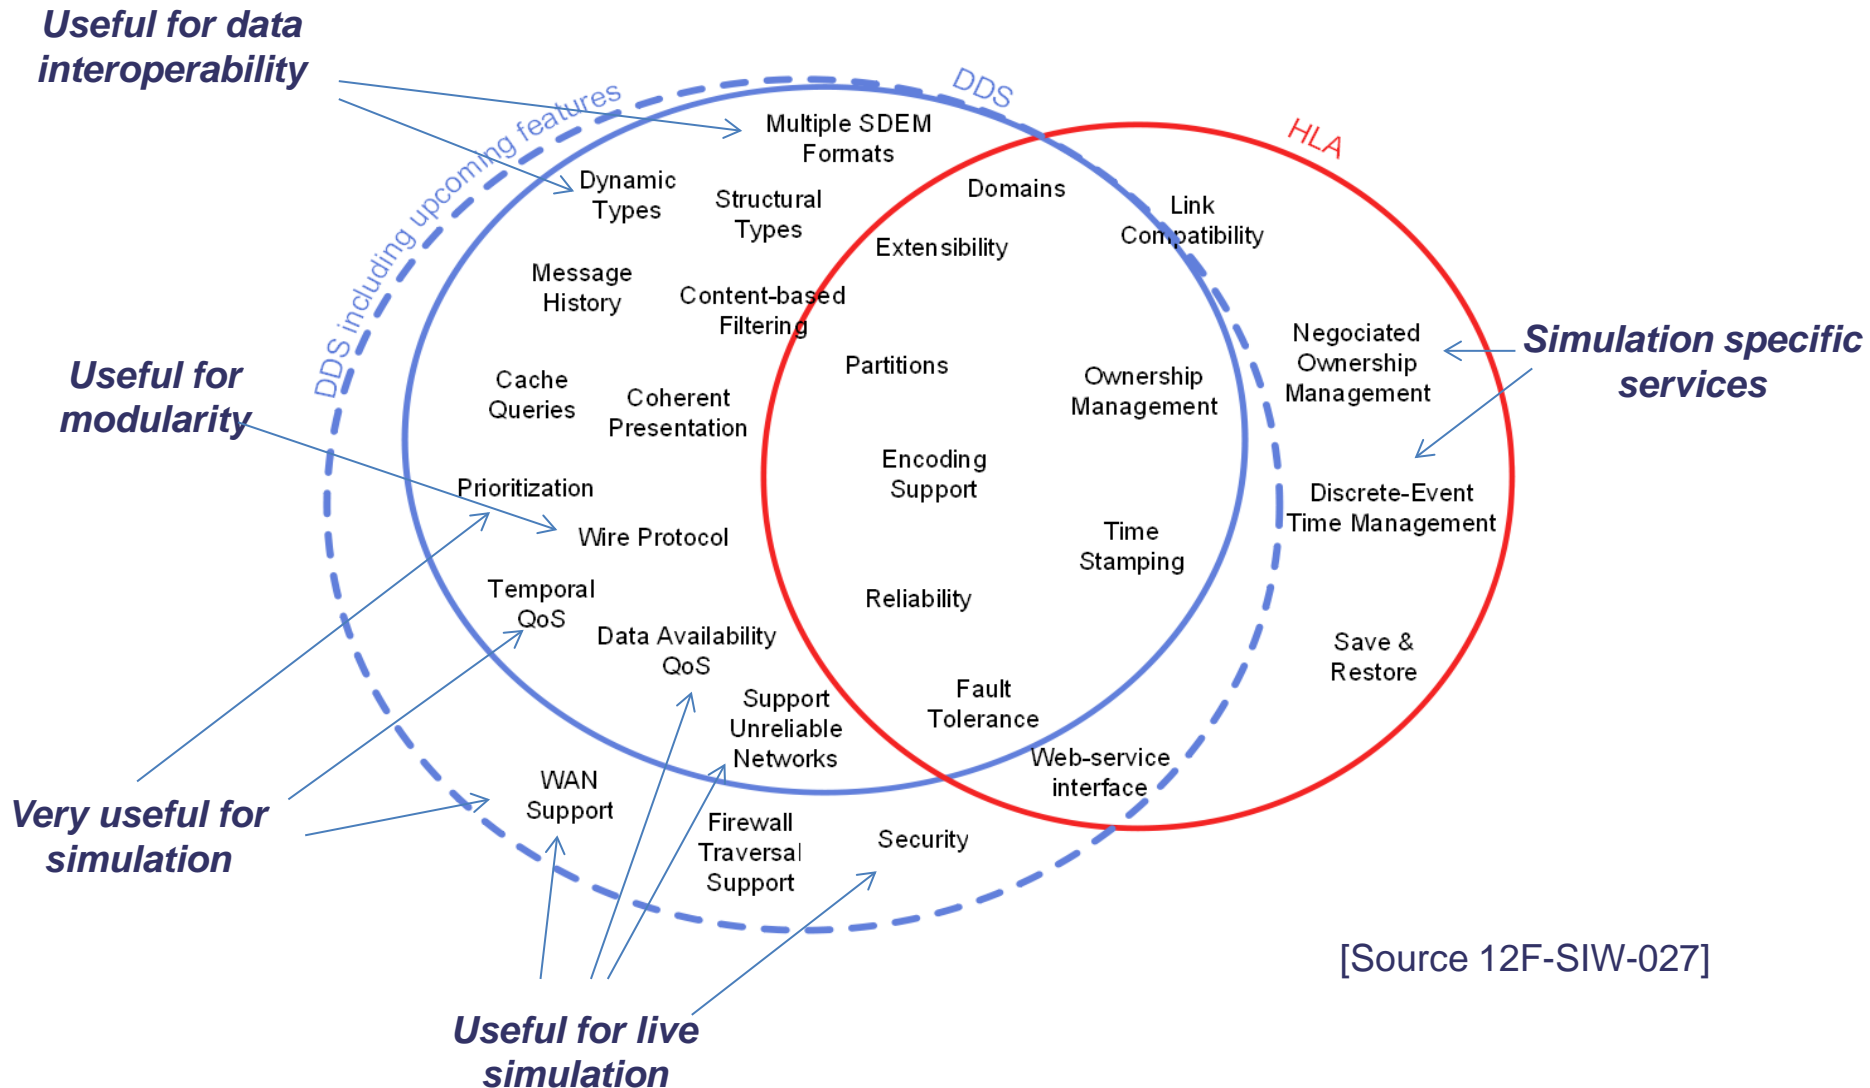 Useful for data
interoperability
DDS including upcoming features
DDS
HLA
Multiple SDEM
Formats
Dynamic
Types
Structural
Types
Domains
Link
Compatibility
Extensibility
Message
History
Content-based
Filtering
Partitions
Negociated
Ownership
Management
Simulation specific
services
Useful for
modularity
Cache
Queries
Coherent
Presentation
Ownership
Management
Encoding
Support
Prioritization
Wire Protocol
Discrete-Event
Time Management
Time
Stamping
Temporal
QoS
Reliability
Data Availability
QoS
Save &
Restore
Support
Unreliable
Networks
Fault
Tolerance
Web-service
interface
WAN
Support
Very useful for
simulation
Firewall
Traversal
Support
Security
[Source 12F-SIW-027]
Useful for live
simulation